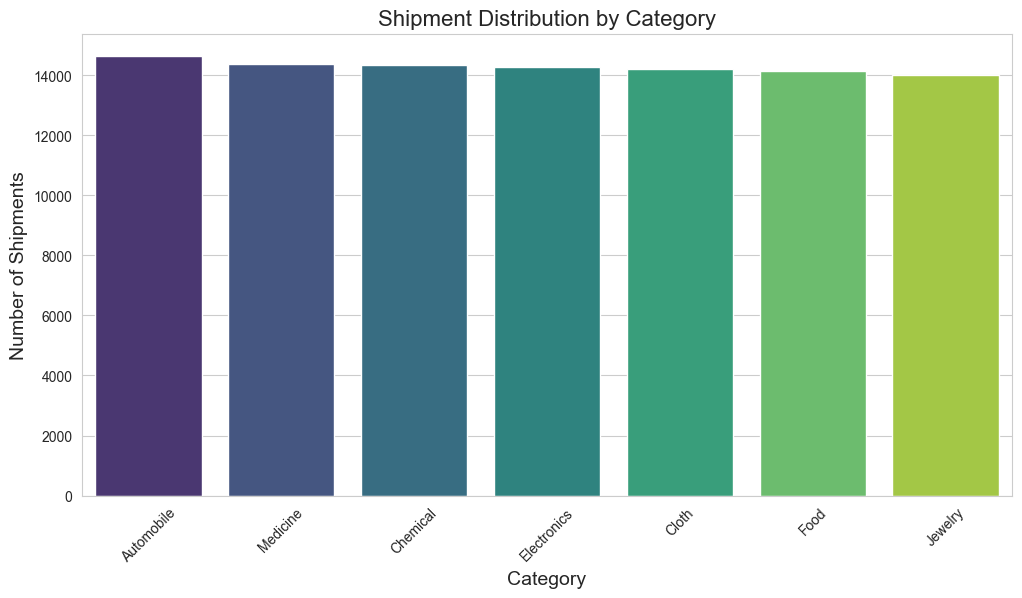 Shipment Distribution by Category
Number of Shipments
14000
12000
10000
8000
6000
4000
2000
0
Automobile
Medicine
Chemical
Electronics
Cloth
Food
Jewelry
Category